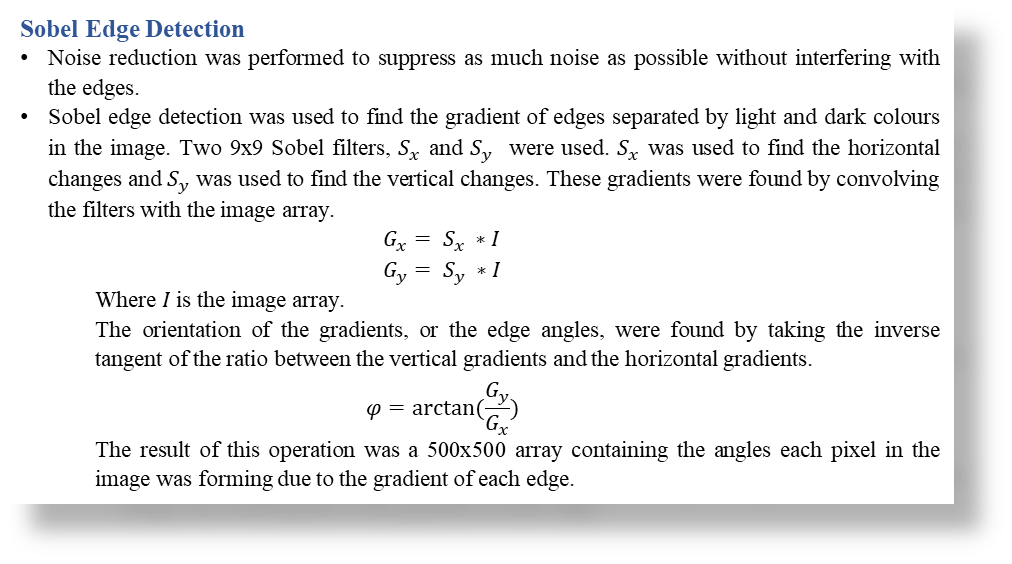 Sobel Edge Detection
• Noise reduction was performed to suppress as much noise as possible without interfering with
the edges.
• Sobel edge detection was used to find the gradient of edges separated by light and dark colours
in the image. Two 9x9 Sobel filters, Sₓ and Sᵧ were used. Sₓ was used to find the horizontal
changes and Sᵧ was used to find the vertical changes. These gradients were found by convolving
the filters with the image array.
Gₓ = Sₓ * I
Gᵧ = Sᵧ * I
Where I is the image array.
The orientation of the gradients, or the edge angles, were found by taking the inverse
tangent of the ratio between the vertical gradients and the horizontal gradients.
φ = arctan(Gᵧ/Gₓ)
The result of this operation was a 500x500 array containing the angles each pixel in the
image was forming due to the gradient of each edge.